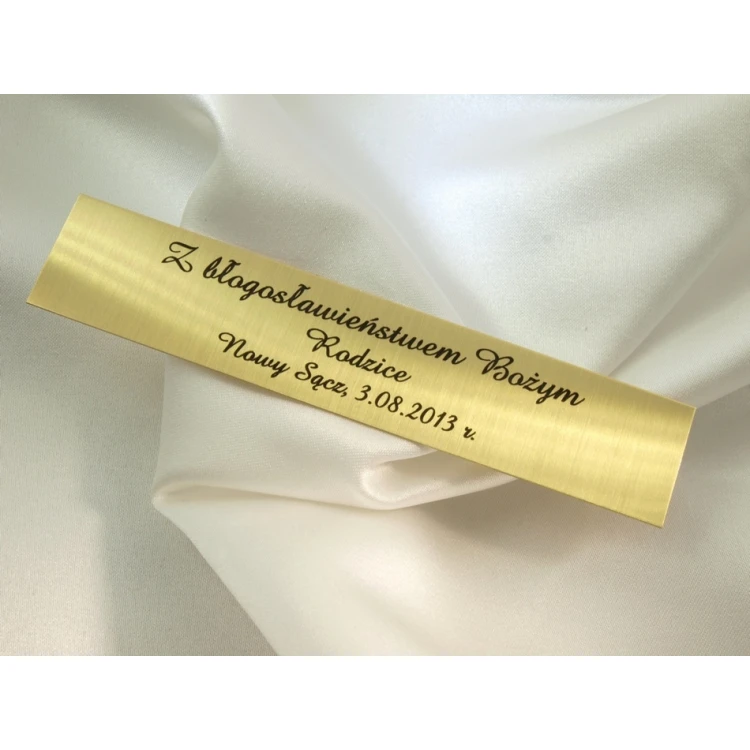 Z błogosławieństwem Bożym
Rodzice
Nowy Sącz, 3.08.2013 r.